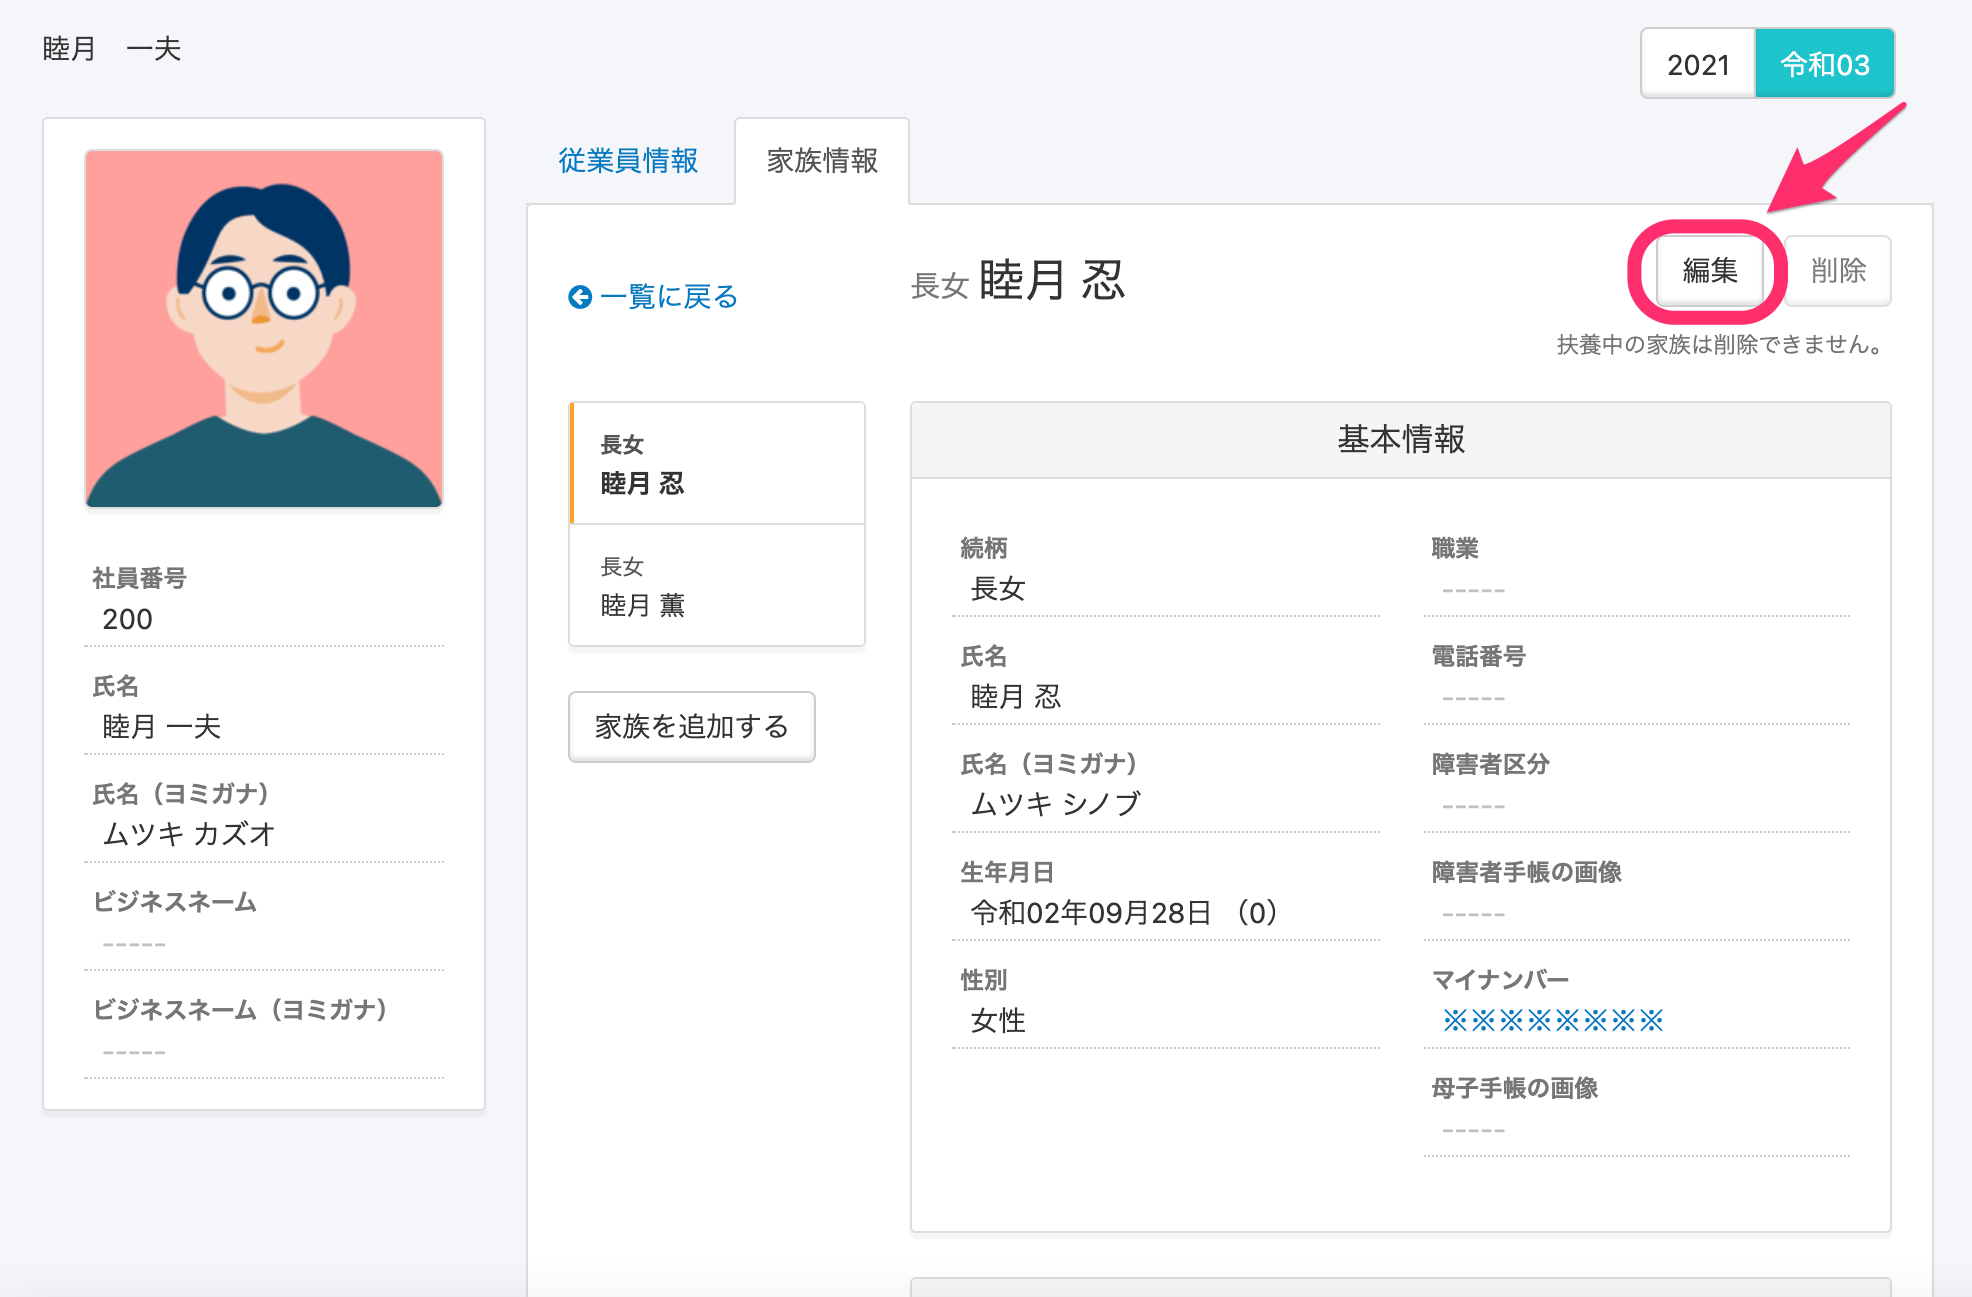 睦月　一夫
2021
令和03
社員番号
200
氏名
睦月 一夫
氏名（ヨミガナ）
ムツキ カズオ
ビジネスネーム
-----
ビジネスネーム（ヨミガナ）
-----
従業員情報
家族情報
一覧に戻る
長女 睦月 忍
編集
削除
扶養中の家族は削除できません。
長女
睦月 忍
長女
睦月 薫
家族を追加する
基本情報
続柄
長女
氏名
睦月 忍
氏名（ヨミガナ）
ムツキ シノブ
生年月日
令和02年09月28日 （0）
性別
女性
職業
-----
電話番号
-----
障害者区分
-----
障害者手帳の画像
-----
マイナンバー
※※※※※※※※
母子手帳の画像
-----